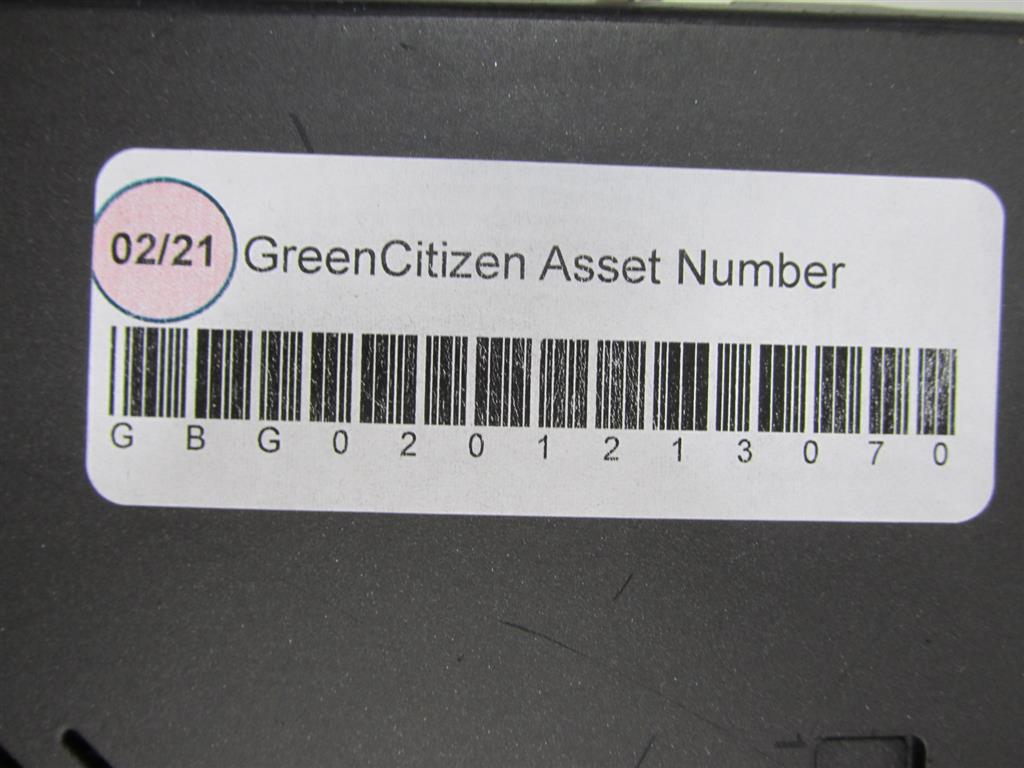 02/21 GreenCitizen Asset Number
G B G 0 2 0 1 2 1 3 0 7 0